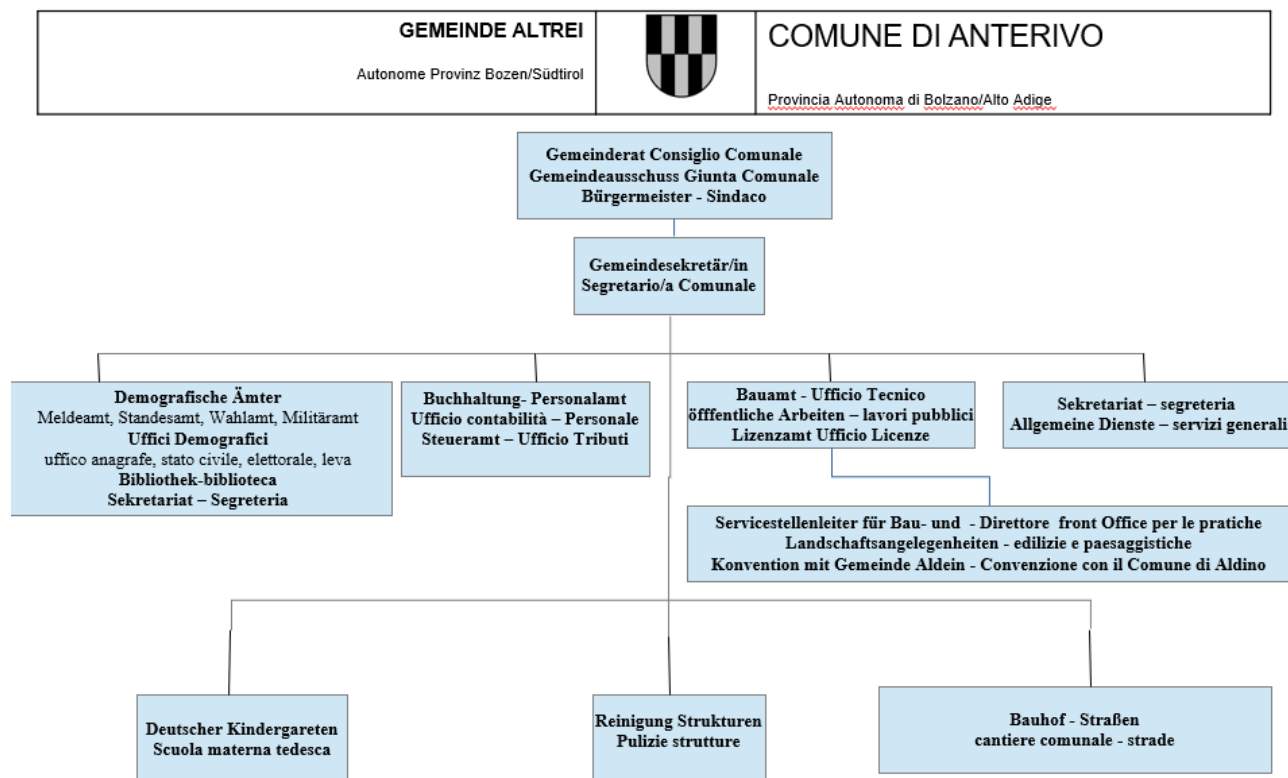 GEMEINDE ALTREI
Autonome Provinz Bozen/Südtirol
COMUNE DI ANTERIVO
Provincia Autonoma di Bolzano/Alto Adige
Gemeinderat Consiglio Comunale
Gemeindeausschuss Giunta Comunale
Bürgermeister - Sindaco
Gemeindesekretär/in
Segretario/a Comunale
Demografische Ämter
Meldeamt, Standesamt, Wahlamt, Militäramt
Uffici Demografici
uffico anagrafe, stato civile, elettorale, leva
Bibliothek-biblioteca
Sekretariat – Segreteria
Buchhaltung- Personalamt
Ufficio contabilità – Personale
Steueramt – Ufficio Tributi
Bauamt - Ufficio Tecnico
öfffentliche Arbeiten – lavori pubblici
Lizenzamt Ufficio Licenze
Sekretariat – segreteria
Allgemeine Dienste – servizi generali
Servicestellenleiter für Bau- und - Direttore front Office per le pratiche
Landschaftsangelegenheiten - edilizie e paesaggistiche
Konvention mit Gemeinde Aldein - Convenzione con il Comune di Aldino
Deutscher Kindergareten
Scuola materna tedesca
Reinigung Strukturen
Pulizie strutture
Bauhof - Straßen
cantiere comunale - strade